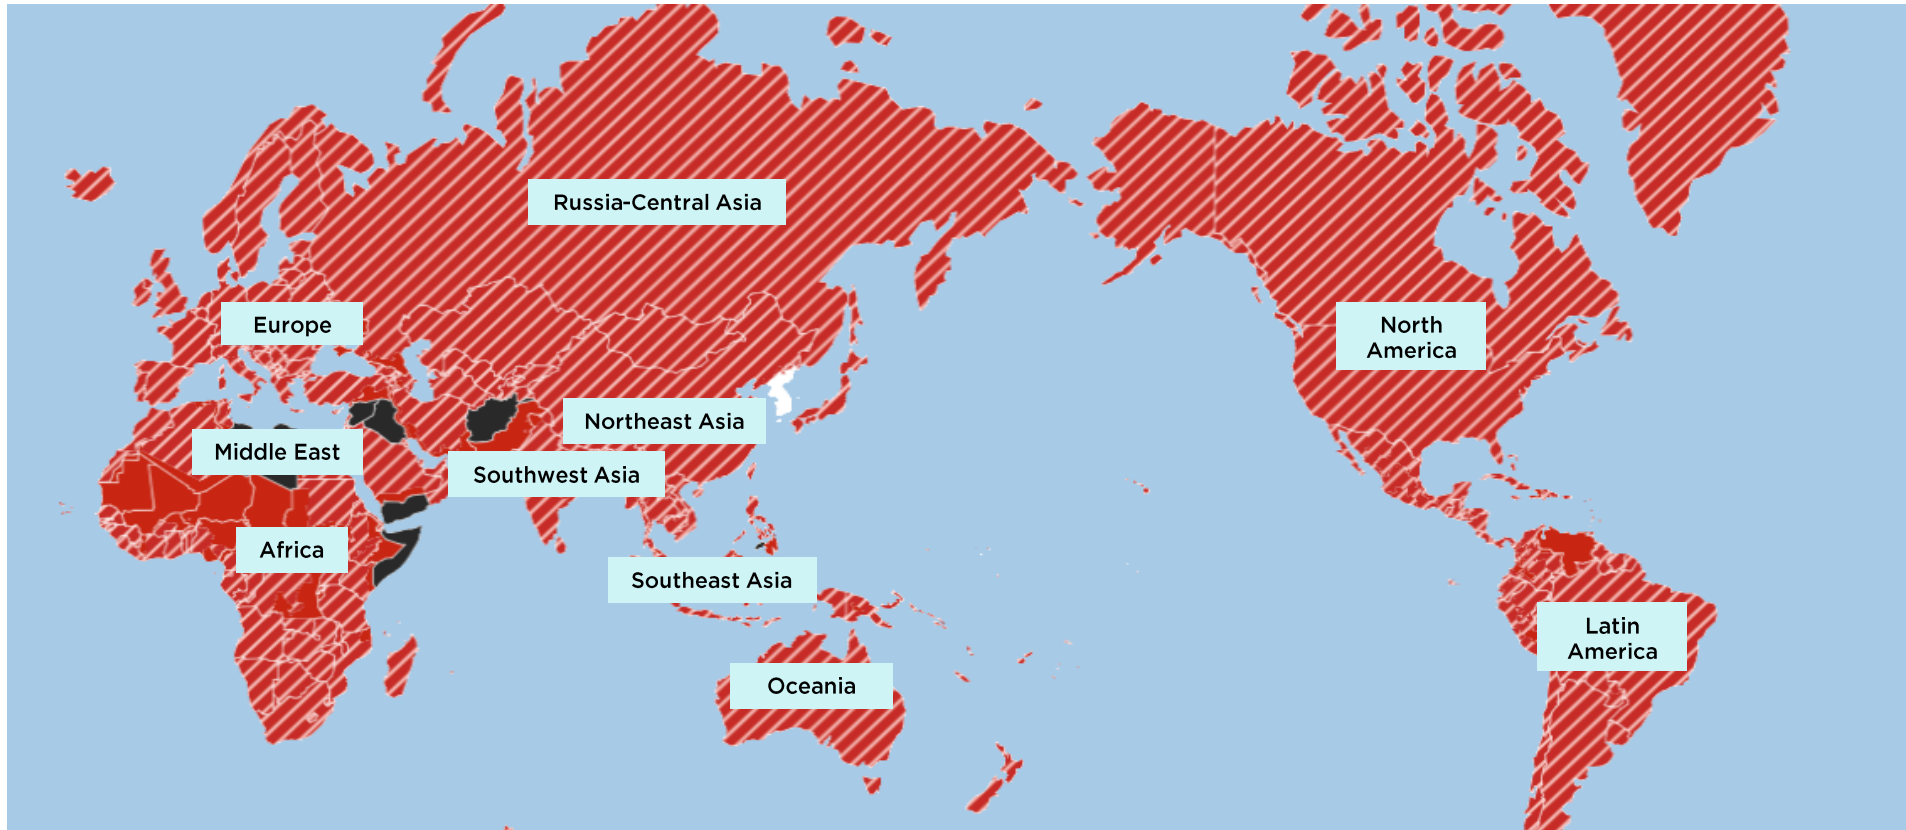 Russia-Central Asia
Europe
North
America
Northeast Asia
Middle East
Southwest Asia
Africa
Southeast Asia
Latin
America
Oceania